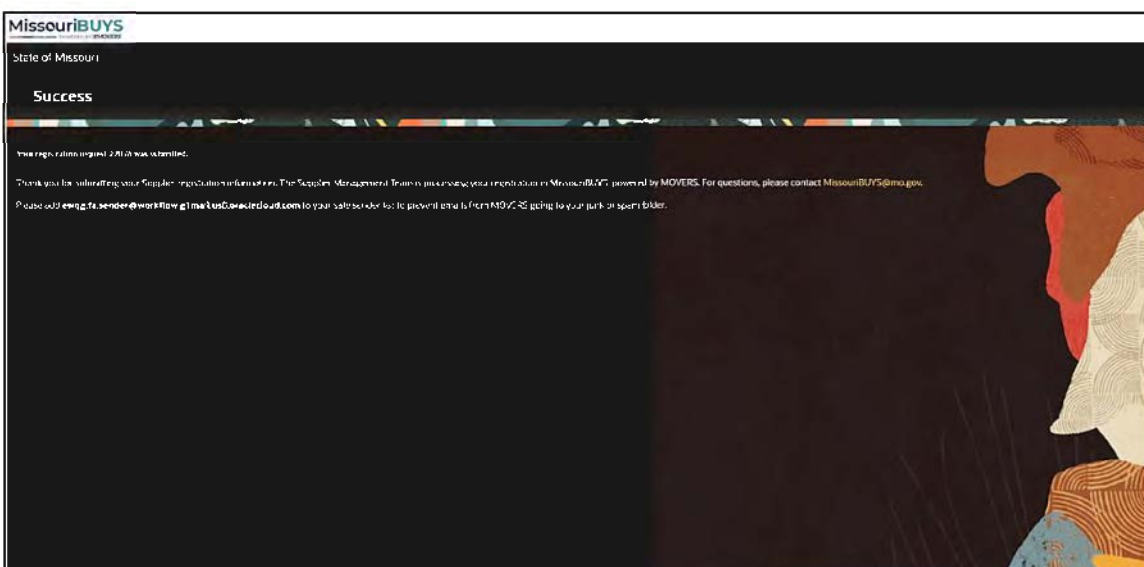 MissouriBUYS
State of Missouri
Success
Your registration request was submitted.
Thank you for submitting your Supplier registration information. The Supplier Management Team is processing your registration in MissouriBUYS powered by MOVERS. For questions, please contact MissouriBUYS@mo.gov.
Please add to your safe sender list to prevent emails from MOVERS going to your junk or spam folder.